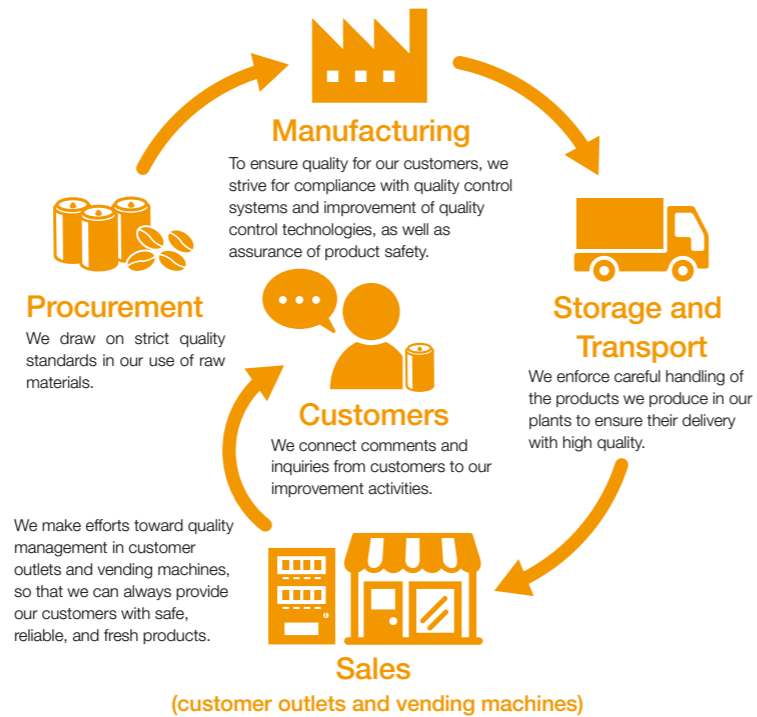 Manufacturing
To ensure quality for our customers, we
strive for compliance with quality control
systems and improvement of quality
control technologies, as well as
assurance of product safety.
Procurement
We draw on strict quality
standards in our use of raw
materials.
Storage and
Transport
We enforce careful handling of
the products we produce in our
plants to ensure their delivery
with high quality.
Customers
We connect comments and
inquiries from customers to our
improvement activities.
We make efforts toward quality
management in customer
outlets and vending machines,
so that we can always provide
our customers with safe,
reliable, and fresh products.
Sales
(customer outlets and vending machines)